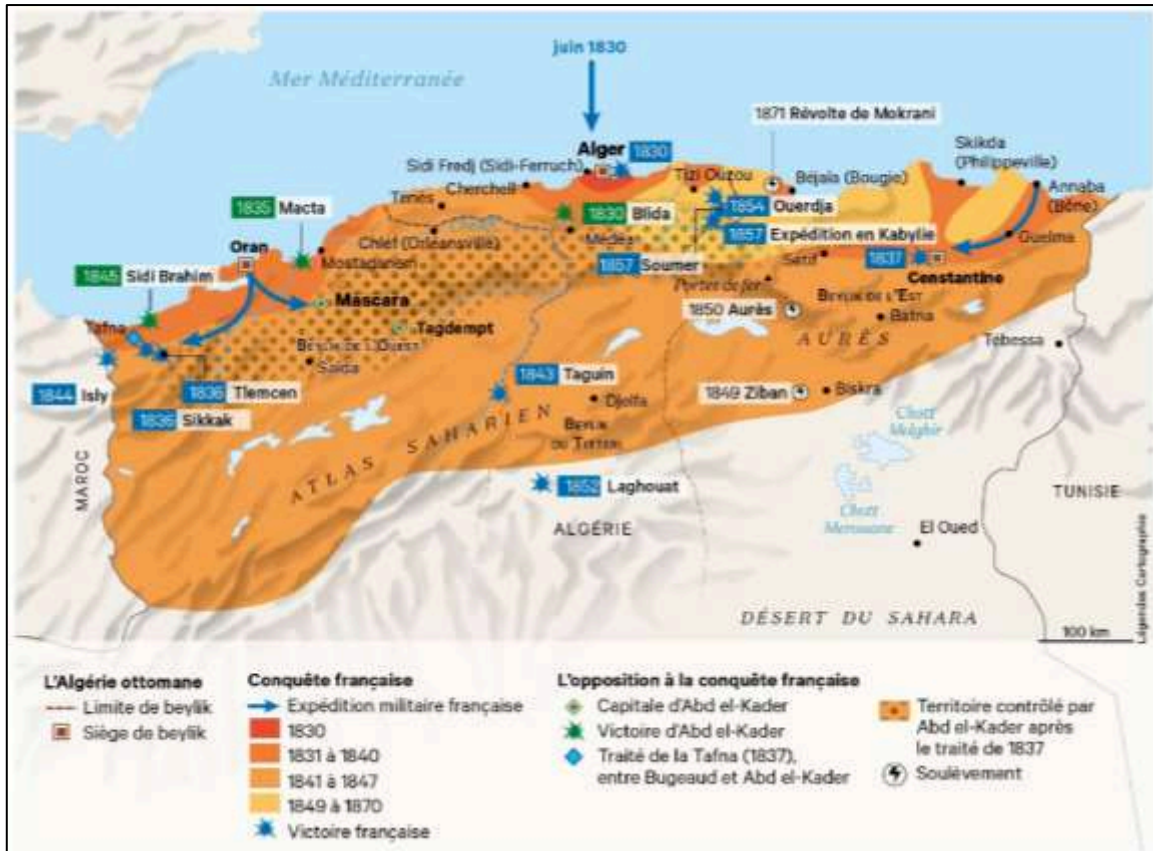 juin 1830
Mer Méditerranée
1871 Révolte de Mokrani
Skikda
(Philippeville)
Alger 1830
Sidi Fredj (Sidi-Ferruch)
Tizi Ouzou
Béjaïa (Bougie)
Annaba
(Bône)
Cherchell
Ténès
1835 Macta
1830 Blida
1854 Ouerdja
Médéa
Chlef (Orléansville)
1857 Expédition en Kabylie
Guelma
Oran
Mostaganem
1857 Soumer
Sétif
1837
Constantine
1845 Sidi Brahim
Portes de fer
Mascara
BEYLIK DE L'EST
1850 Aurès
Batna
Tagdempt
Tafna
AURÈS
Tébessa
BEYLIK DE L'OUEST
Saïda
1843 Taguin
1849 Ziban
Biskra
1844 Isly
1836 Tlemcen
Djelfa
1836 Sikkak
BEYLIK
DU TITTERI
Chott
Melghir
ATLAS SAHARIEN
MAROC
1852 Laghouat
TUNISIE
Chott
Merouane
ALGÉRIE
El Oued
DÉSERT DU SAHARA
100 km
Légendes Cartographie
L'Algérie ottomane
Limite de beylik
Siège de beylik
Conquête française
Expédition militaire française
1830
1831 à 1840
1841 à 1847
1849 à 1870
Victoire française
L'opposition à la conquête française
Capitale d'Abd el-Kader
Victoire d'Abd el-Kader
Traité de la Tafna (1837),
entre Bugeaud et Abd el-Kader
Territoire contrôlé par
Abd el-Kader après
le traité de 1837
Soulèvement